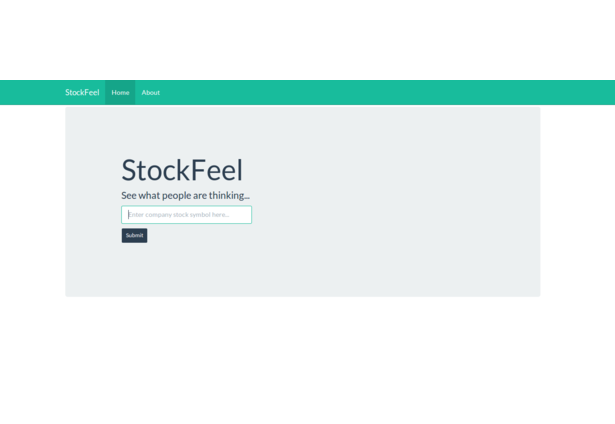 StockFeel Home About
StockFeel
See what people are thinking...
Enter company stock symbol here...
Submit